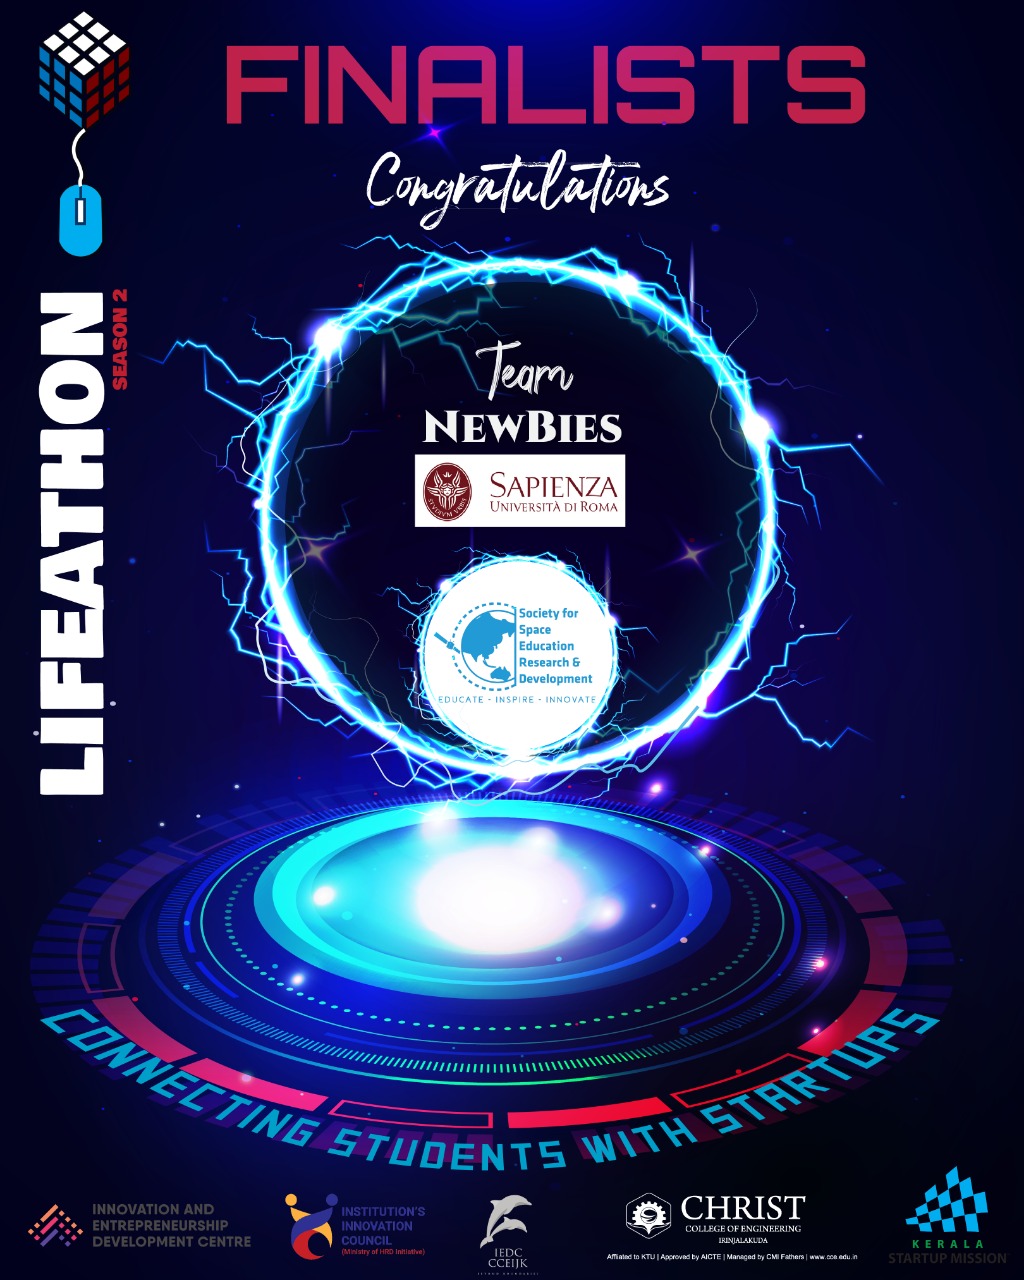 FINALISTS
Congratulations
LIFEATHON
SEASON 2
Team
NEWBIES
SAPIENZA
UNIVERSITÀ DI ROMA
STVDIVM VRBIS
Society for
Space
Education
Research &
Development
EDUCATE - INSPIRE - INNOVATE
CONNECTING STUDENTS WITH STARTUPS
INNOVATION AND
ENTREPRENEURSHIP
DEVELOPMENT CENTRE
INSTITUTION'S
INNOVATION
COUNCIL
(Ministry of HRD Initiative)
IEDC
CCEIJK
CHRIST
COLLEGE OF ENGINEERING
IRINJALAKUDA
Affliated to KTU | Approved by AICTE | Managed by CMI Fathers | www.cce.edu.in
KERALA
STARTUP MISSION